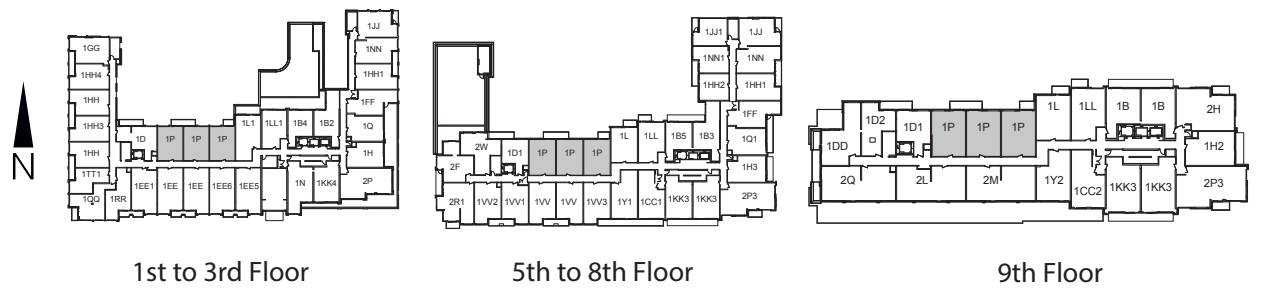 1JJ
1GG
1NN
1HH4
1HH1
1HH
1FF
1HH3
1D
1P
1P
1P
1L1
1LL1
1B4
1B2
1Q
1HH
1H
1TT1
1QQ
1RR
1EE1
1EE
1EE
1EE6
1EE5
1N
1KK4
2P
1st to 3rd Floor
1JJ1
1JJ
1NN1
1NN
1HH2
1HH1
1FF
2W
1D1
1P
1P
1P
1L
1LL
1B5
1B3
1Q1
2F
1H3
2R1
1VV2
1VV1
1VV
1VV
1VV3
1Y1
1CC1
1KK3
1KK3
2P3
5th to 8th Floor
1D2
1D1
1P
1P
1P
1L
1LL
1B
1B
2H
1DD
1H2
2Q
2L
2M
1Y2
1CC2
1KK3
1KK3
2P3
9th Floor
N